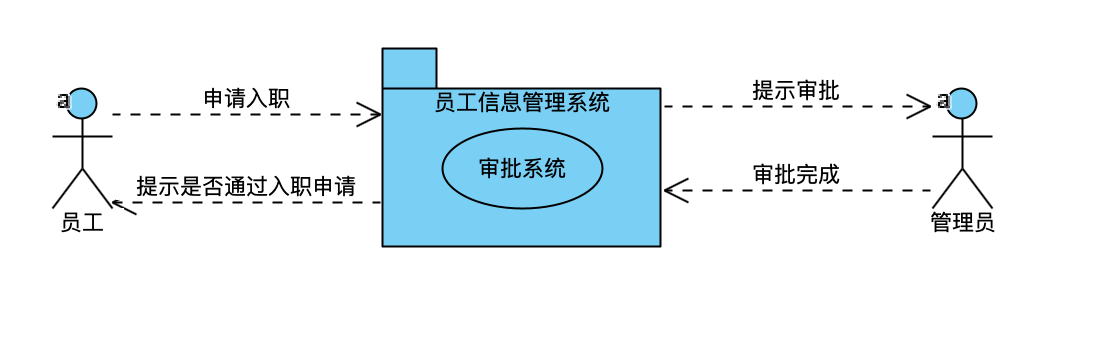 a
申请入职
提示是否通过入职申请
员工
员工信息管理系统
审批系统
提示审批
审批完成
a
管理员